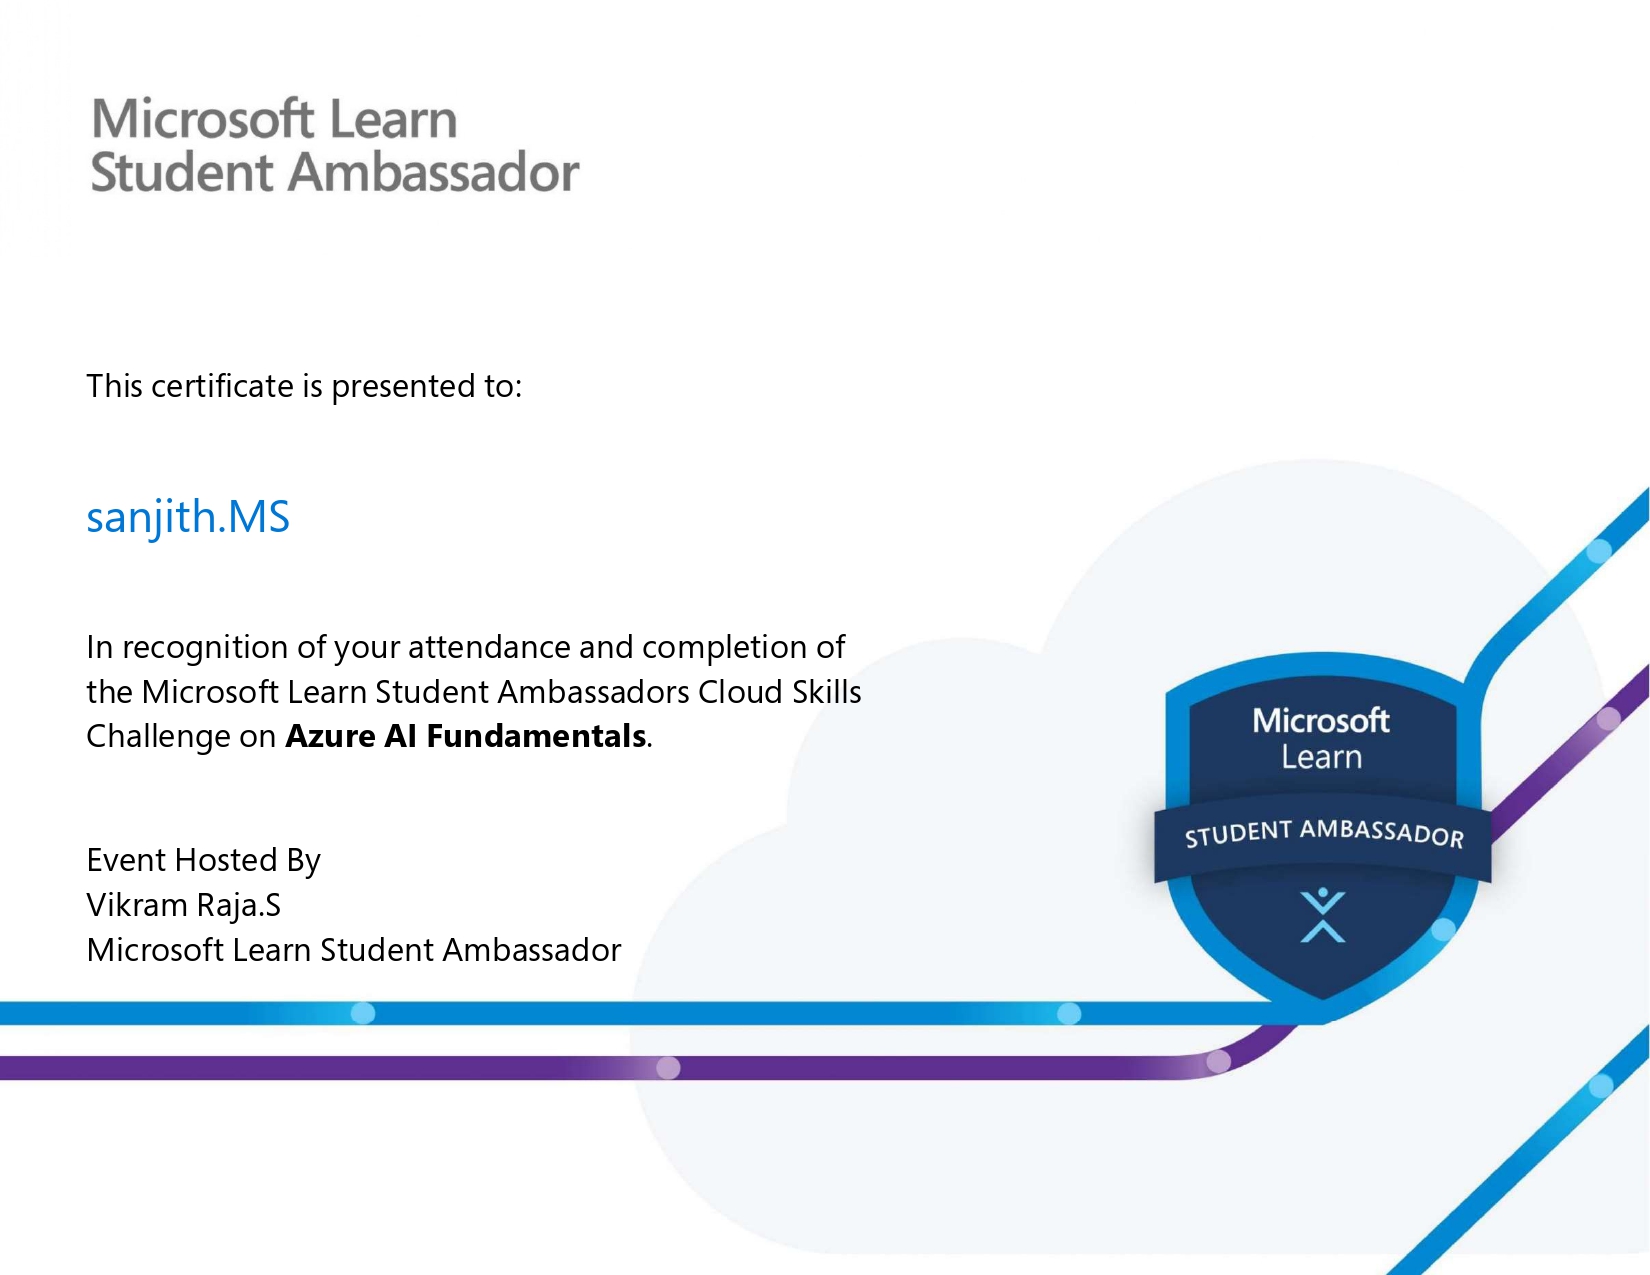 Microsoft Learn
Student Ambassador
This certificate is presented to:
sanjith.MS
In recognition of your attendance and completion of
the Microsoft Learn Student Ambassadors Cloud Skills
Challenge on Azure AI Fundamentals.
Event Hosted By
Vikram Raja.S
Microsoft Learn Student Ambassador
Microsoft
Learn
STUDENT AMBASSADOR